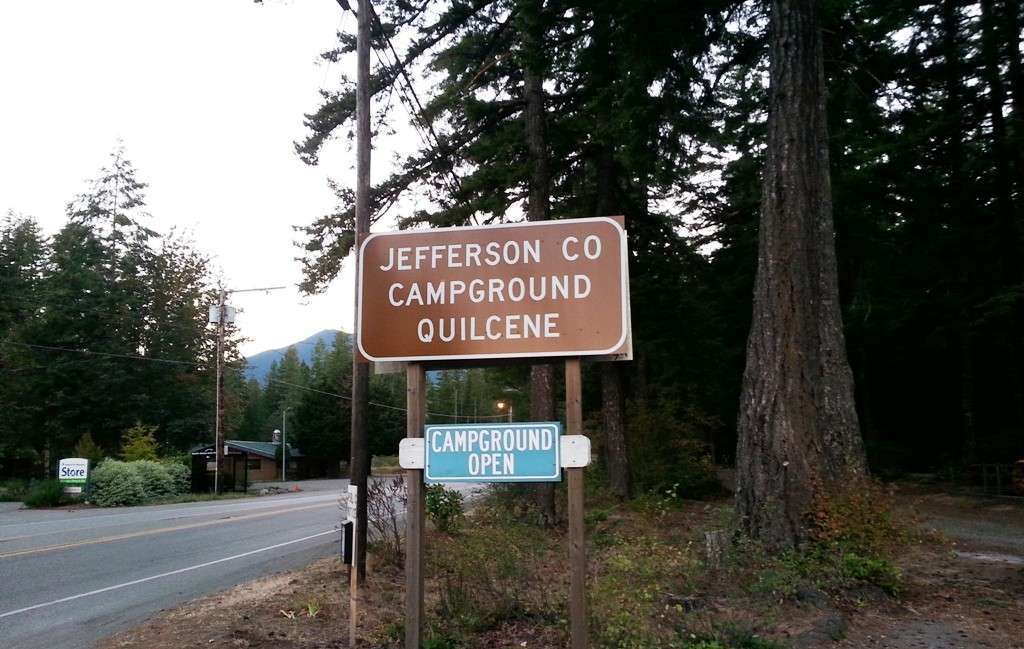 JEFFERSON CO
CAMPGROUND
QUILCENE
CAMPGROUND
OPEN
Store